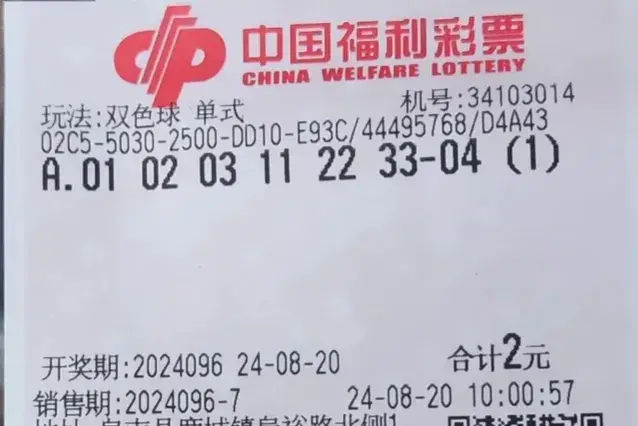 中国福利彩票
CHINA WELFARE LOTTERY
玩法:双色球 单式 机号:34103014
02C5-5030-2500-DD10-E93C/44495768/D4A43
A.01 02 03 11 22 33-04 (1)
开奖期:2024096 24-08-20 合计2元
销售期:2024096-7 24-08-20 10:00:57